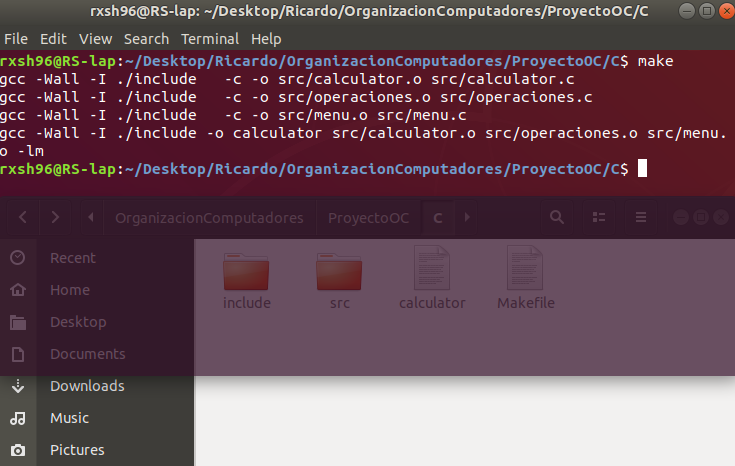 rxsh96@RS-lap: ~/Desktop/Ricardo/OrganizacionComputadores/ProyectoOC/C
File Edit View Search Terminal Help
rxsh96@RS-lap:~/Desktop/Ricardo/OrganizacionComputadores/ProyectoOC/C$ make
gcc -Wall -I ./include   -c -o src/calculator.o src/calculator.c
gcc -Wall -I ./include   -c -o src/operaciones.o src/operaciones.c
gcc -Wall -I ./include   -c -o src/menu.o src/menu.c
gcc -Wall -I ./include -o calculator src/calculator.o src/operaciones.o src/menu.
o -lm
rxsh96@RS-lap:~/Desktop/Ricardo/OrganizacionComputadores/ProyectoOC/C$
OrganizacionComputadores ProyectoOC C
Recent
Home
Desktop
Documents
Downloads
Music
Pictures
include src calculator Makefile